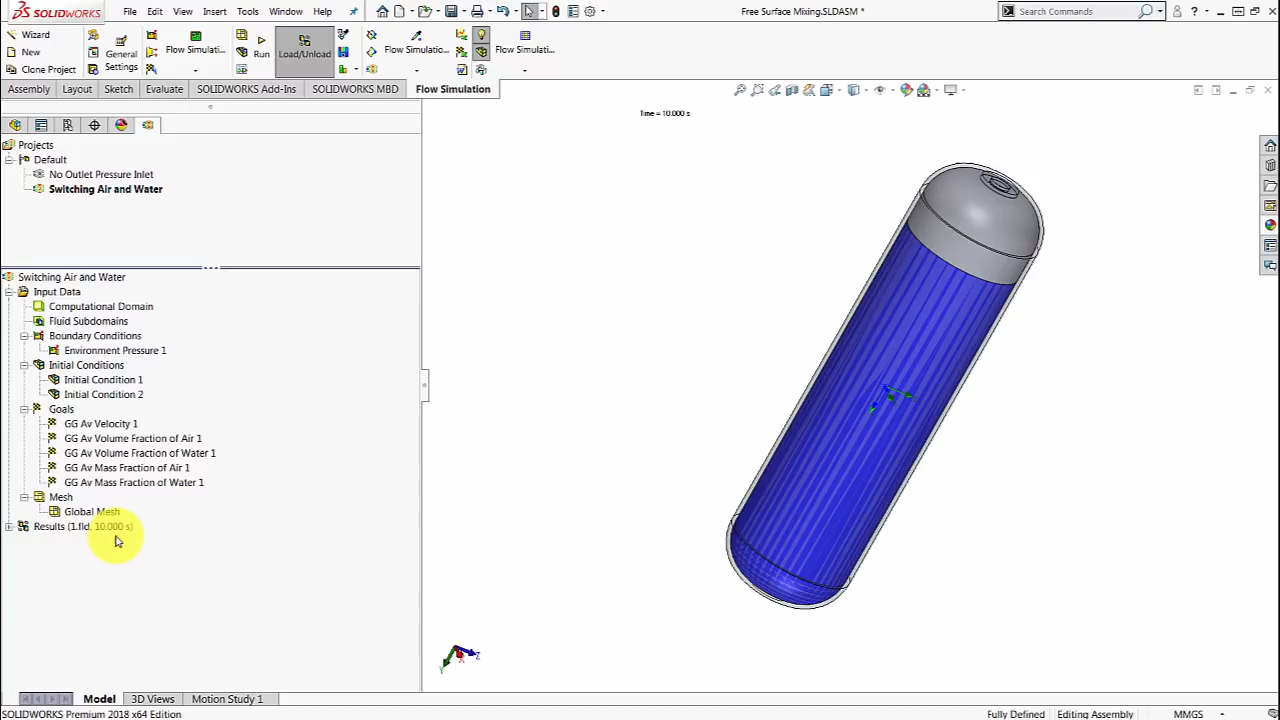 SOLIDWORKS File Edit View Insert Tools Window Help Free Surface Mixing.SLDASM * Search Commands
Wizard
New
Clone Project
General Settings
Flow Simulati...
Run
Load/Unload
Flow Simulatio...
Flow Simulati...
Assembly Layout Sketch Evaluate SOLIDWORKS Add-Ins SOLIDWORKS MBD Flow Simulation
Time = 10.000 s
Projects
Default
No Outlet Pressure Inlet
Switching Air and Water
Switching Air and Water
Input Data
Computational Domain
Fluid Subdomains
Boundary Conditions
Environment Pressure 1
Initial Conditions
Initial Condition 1
Initial Condition 2
Goals
GG Av Velocity 1
GG Av Volume Fraction of Air 1
GG Av Volume Fraction of Water 1
GG Av Mass Fraction of Air 1
GG Av Mass Fraction of Water 1
Mesh
Global Mesh
Results (1.fld, 10.000 s)
Y X Z
Model 3D Views Motion Study 1
SOLIDWORKS Premium 2018 x64 Edition Fully Defined Editing Assembly MMGS